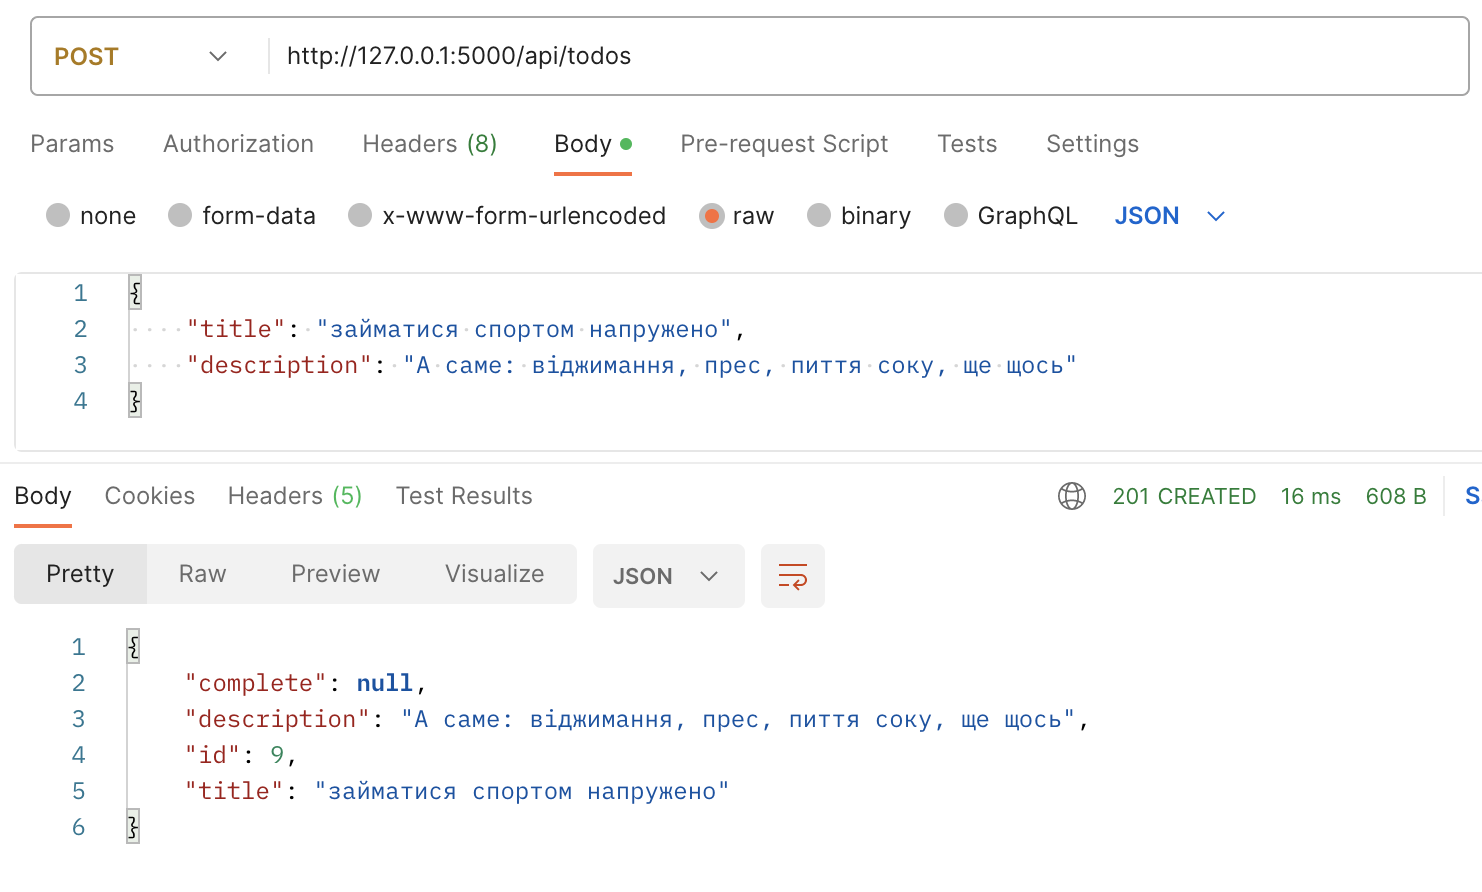 POST http://127.0.0.1:5000/api/todos
Params Authorization Headers (8) Body Pre-request Script Tests Settings
none form-data x-www-form-urlencoded raw binary GraphQL JSON
1 {
2 "title": "займатися спортом напружено",
3 "description": "А саме: віджимання, прес, пиття соку, ще щось"
4 }
Body Cookies Headers (5) Test Results 201 CREATED 16 ms 608 B S
Pretty Raw Preview Visualize JSON
1 {
2 "complete": null,
3 "description": "А саме: віджимання, прес, пиття соку, ще щось",
4 "id": 9,
5 "title": "займатися спортом напружено"
6 }